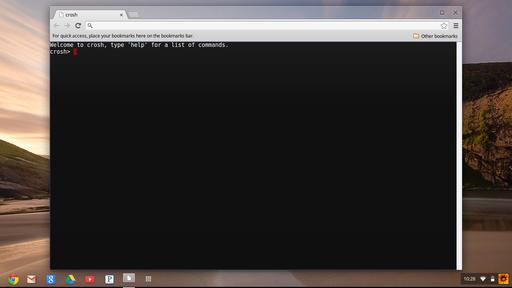 crosh
For quick access, place your bookmarks here on the bookmarks bar.
Other bookmarks
Welcome to crosh, type 'help' for a list of commands.
crosh>
10:28